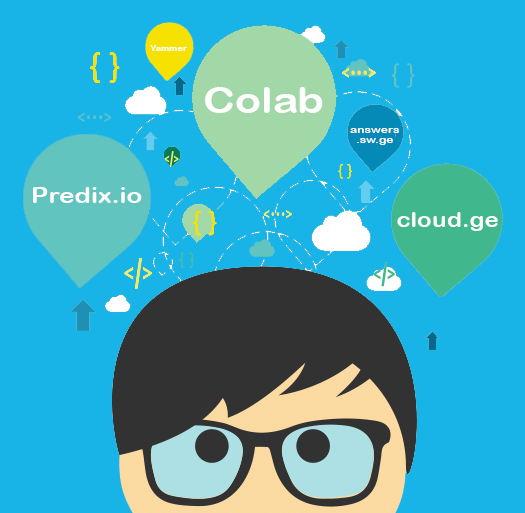 Yammer
{ }
{ }
Colab
<···>
<····>
answers
.sw.ge
</>
{ }
Predix.io
{ }
<···>
cloud.ge
</>
</>
{ }